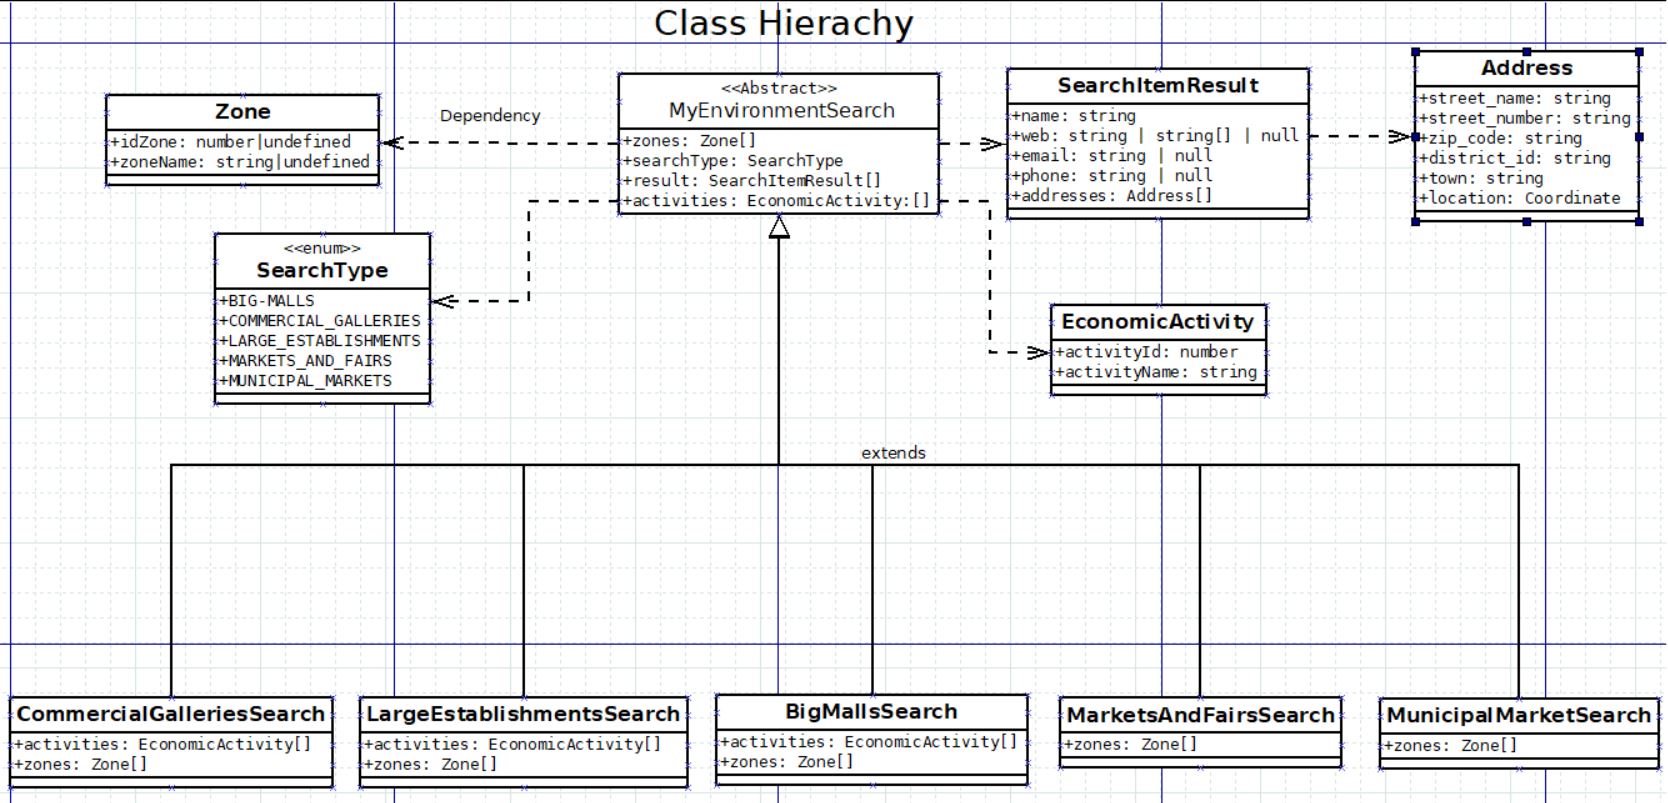 Class Hierachy
Zone
+idZone: number|undefined
+zoneName: string|undefined
Dependency
<<Abstract>>
MyEnvironmentSearch
+zones: Zone[]
+searchType: SearchType
+result: SearchItemResult[]
+activities: EconomicActivity:[]
SearchItemResult
+name: string
+web: string | string[] | null
+email: string | null
+phone: string | null
+addresses: Address[]
Address
+street_name: string
+street_number: string
+zip_code: string
+district_id: string
+town: string
+location: Coordinate
<<enum>>
SearchType
+BIG-MALLS
+COMMERCIAL_GALLERIES
+LARGE_ESTABLISHMENTS
+MARKETS_AND_FAIRS
+MUNICIPAL_MARKETS
EconomicActivity
+activityId: number
+activityName: string
extends
CommercialGalleriesSearch
+activities: EconomicActivity[]
+zones: Zone[]
LargeEstablishmentsSearch
+activities: EconomicActivity[]
+zones: Zone[]
BigMallsSearch
+activities: EconomicActivity[]
+zones: Zone[]
MarketsAndFairsSearch
+zones: Zone[]
MunicipalMarketSearch
+zones: Zone[]